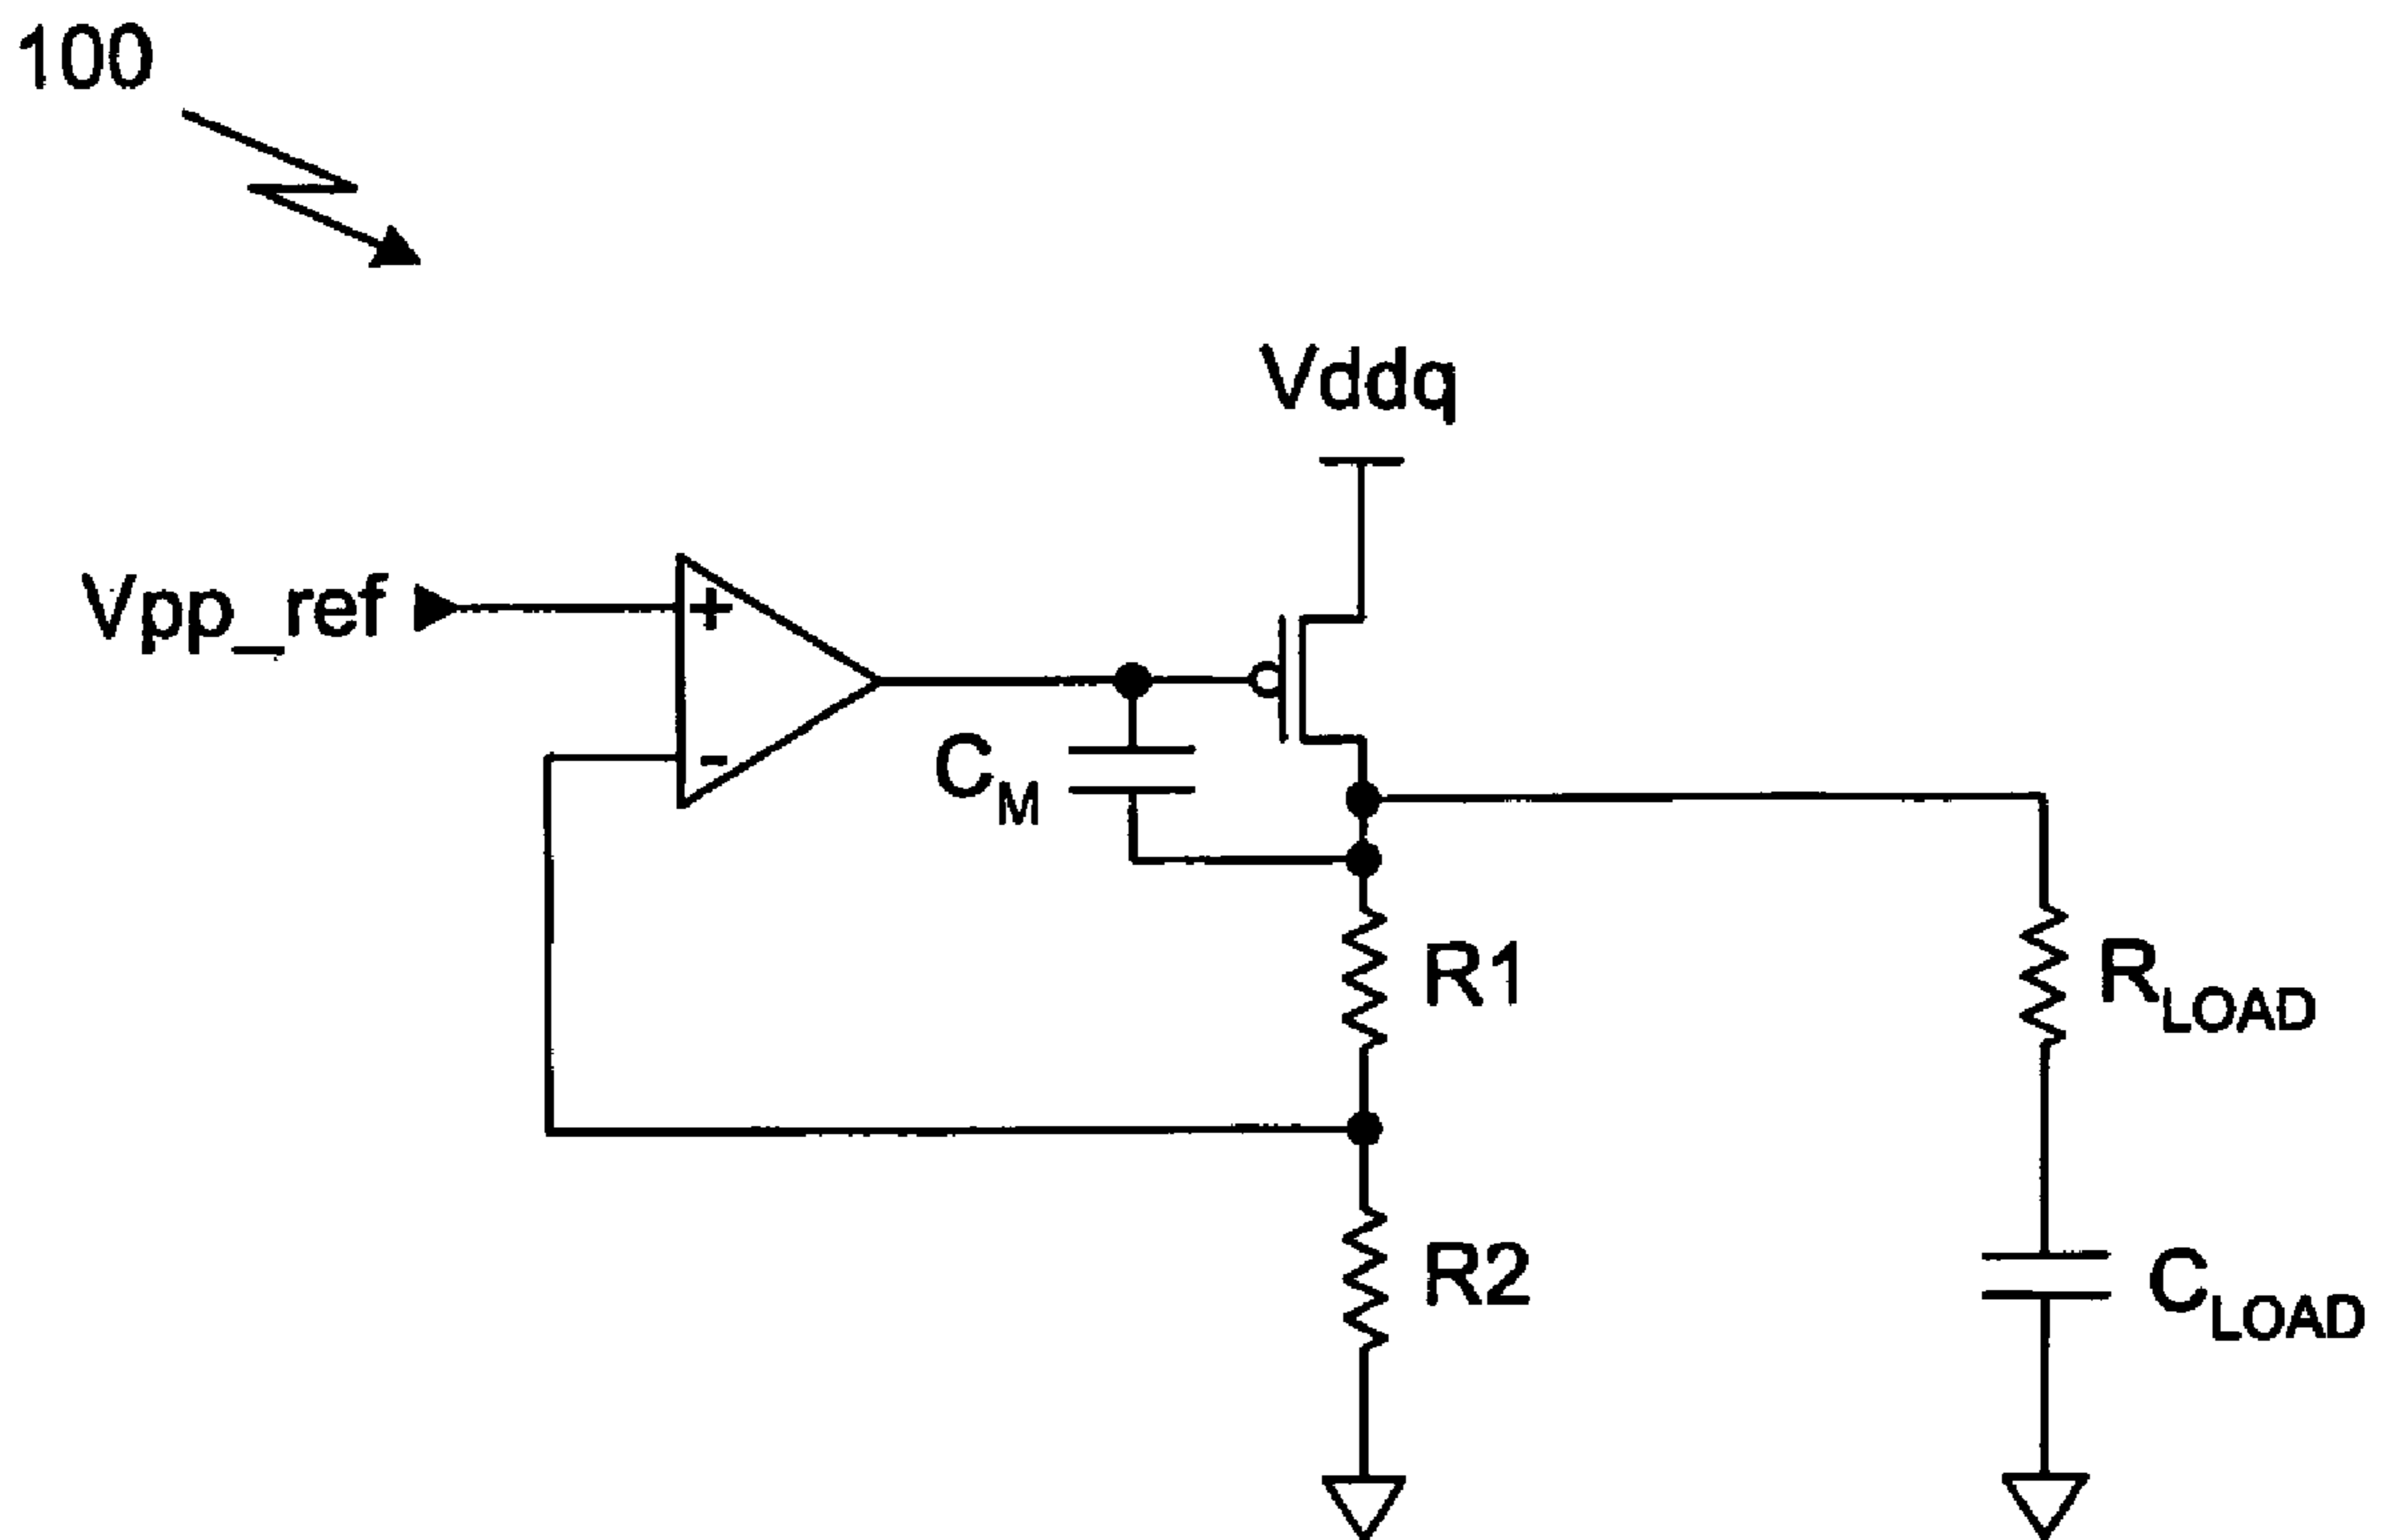 100
Vddq
Vpp_ref
+
-
C_M
R1
R_LOAD
R2
C_LOAD